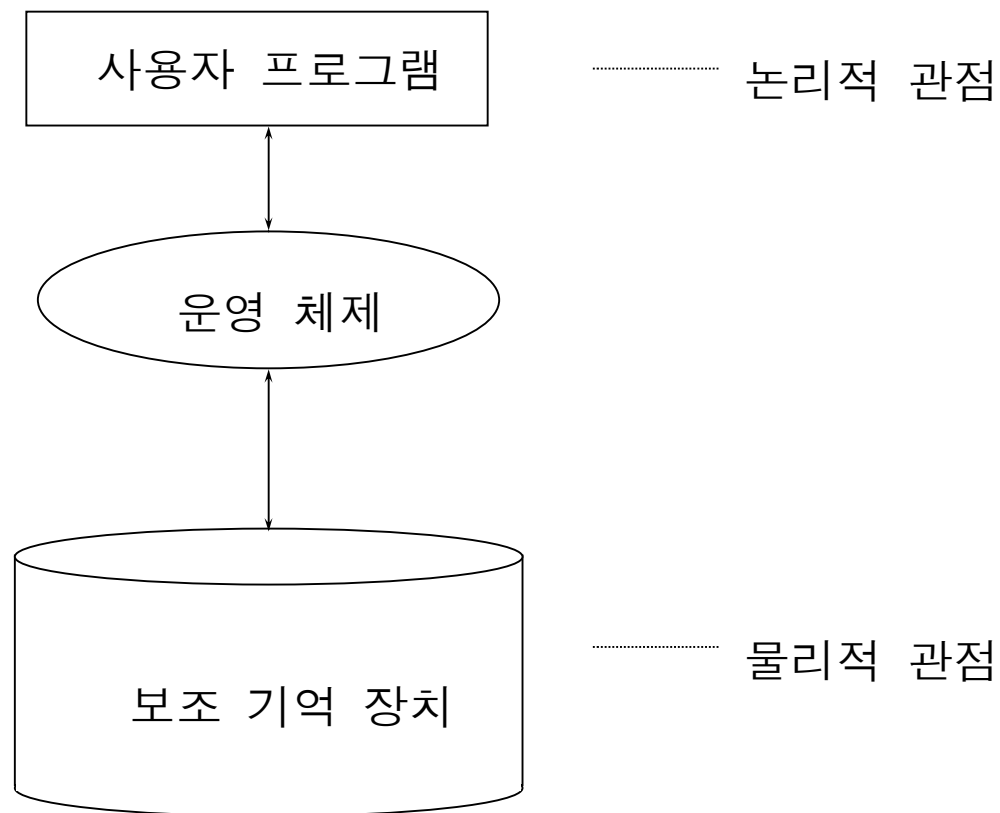 사용자 프로그램
논리적 관점
운영 체제
물리적 관점
보조 기억 장치